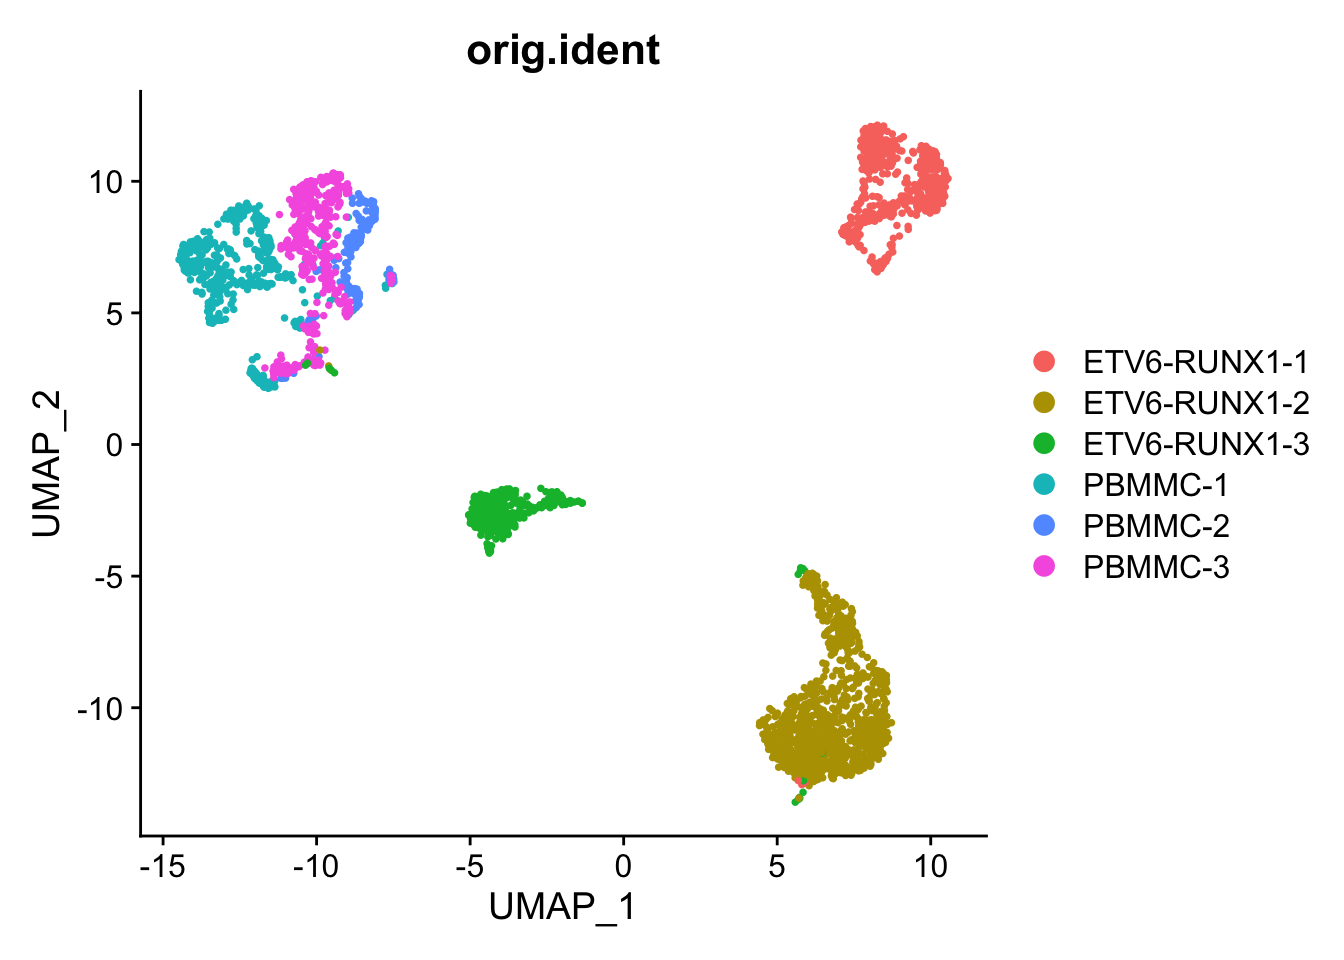 orig.ident
10
5
0
-5
-10
UMAP_2
-15
-10
-5
0
5
10
UMAP_1
ETV6-RUNX1-1
ETV6-RUNX1-2
ETV6-RUNX1-3
PBMMC-1
PBMMC-2
PBMMC-3